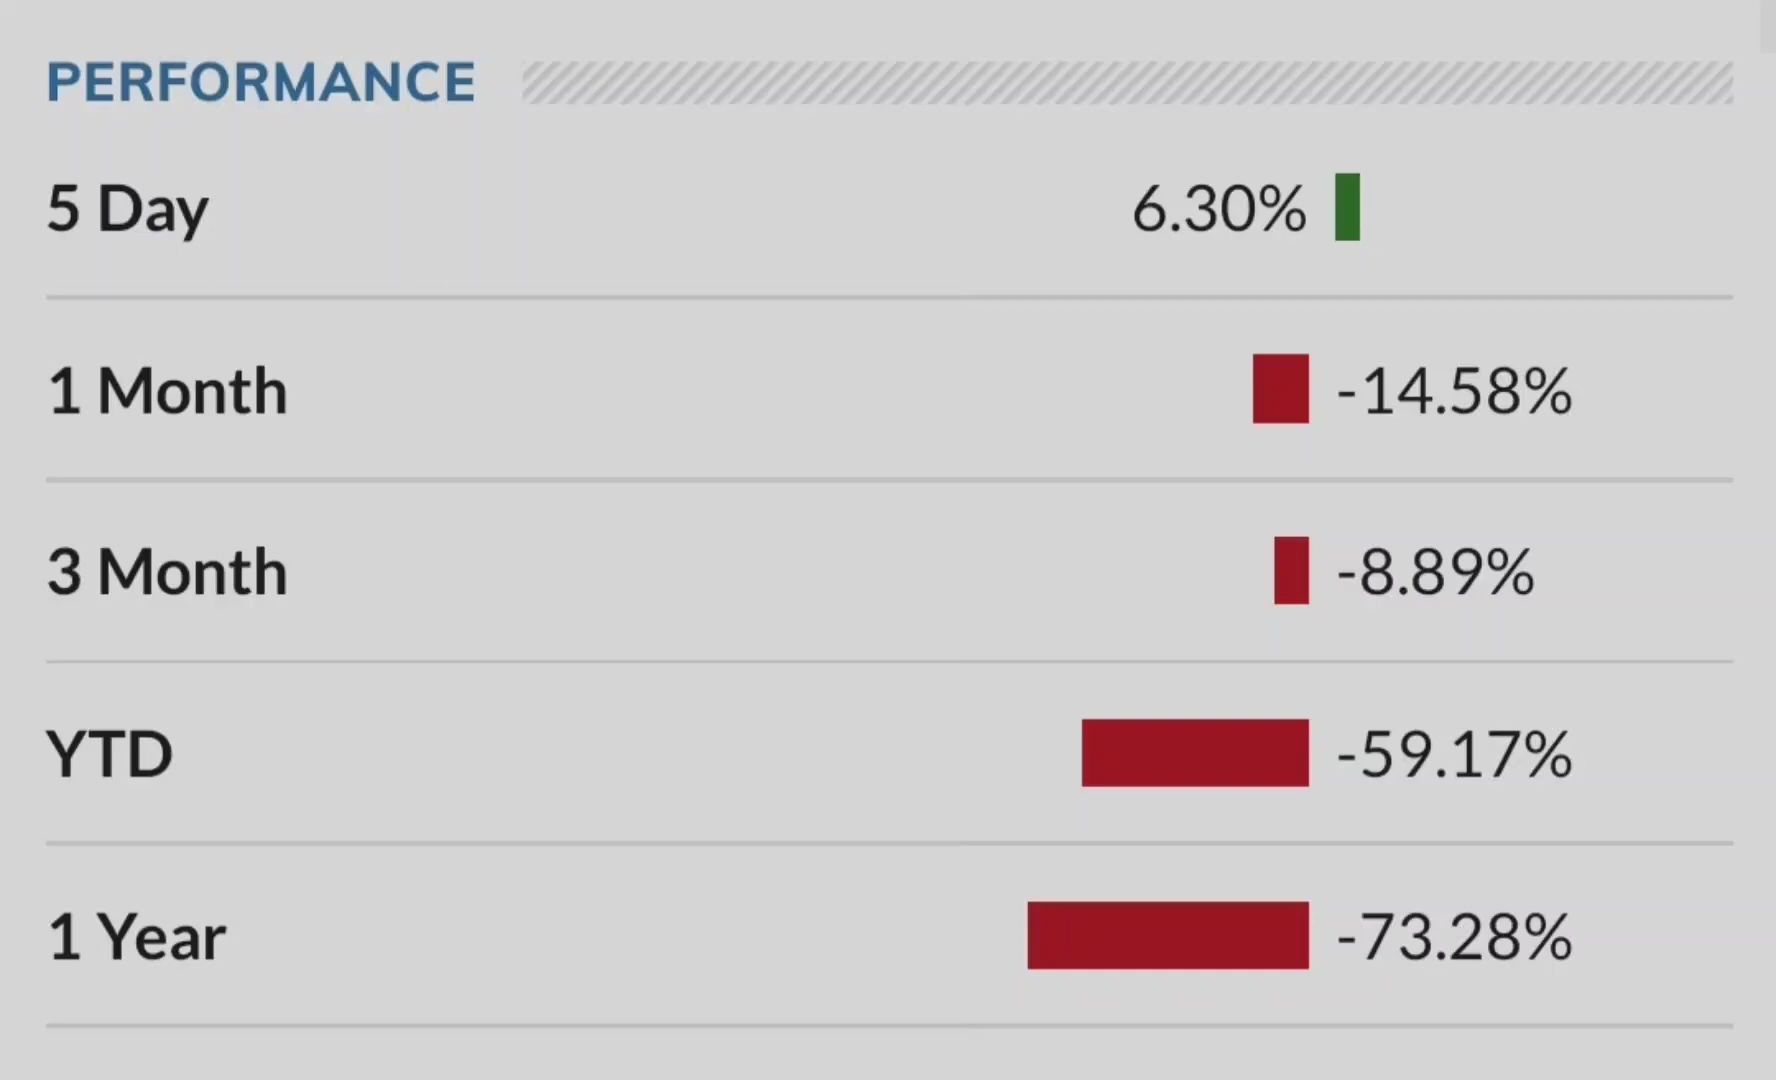 PERFORMANCE
5 Day 6.30%
1 Month -14.58%
3 Month -8.89%
YTD -59.17%
1 Year -73.28%